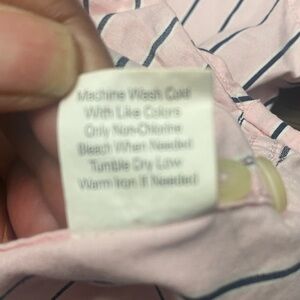 Machine Wash Cold
With Like Colors
Only Non-Chlorine
Bleach When Needed
Tumble Dry Low
Warm Iron If Needed